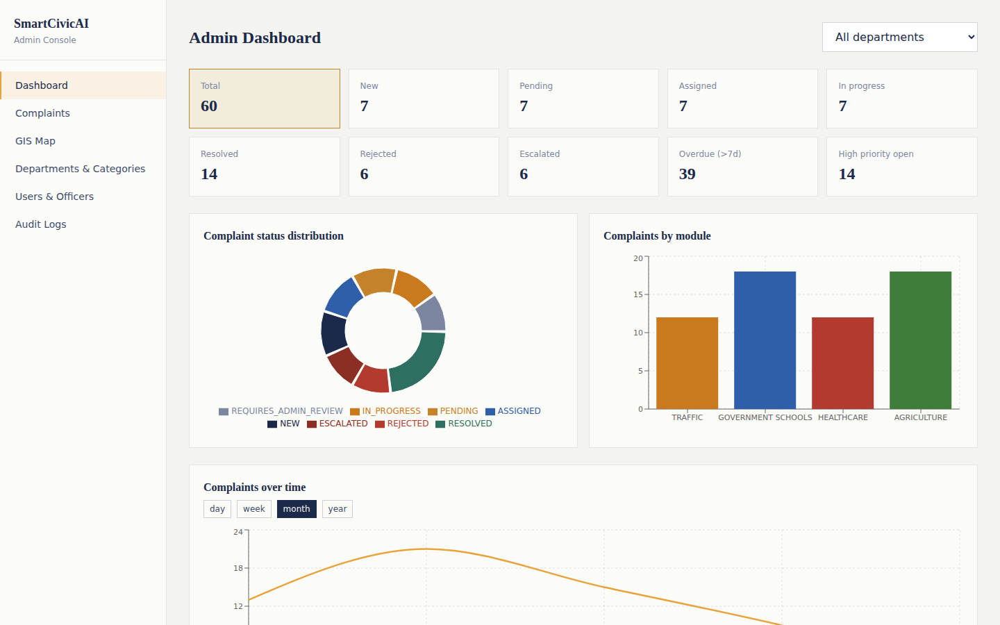 SmartCivicAI
Admin Console
Dashboard
Complaints
GIS Map
Departments & Categories
Users & Officers
Audit Logs
Admin Dashboard
All departments
Total
60
New
7
Pending
7
Assigned
7
In progress
7
Resolved
14
Rejected
6
Escalated
6
Overdue (>7d)
39
High priority open
14
Complaint status distribution
REQUIRES_ADMIN_REVIEW IN_PROGRESS PENDING ASSIGNED
NEW ESCALATED REJECTED RESOLVED
Complaints by module
20
15
10
5
0
TRAFFIC GOVERNMENT SCHOOLS HEALTHCARE AGRICULTURE
Complaints over time
day week month year
24
18
12